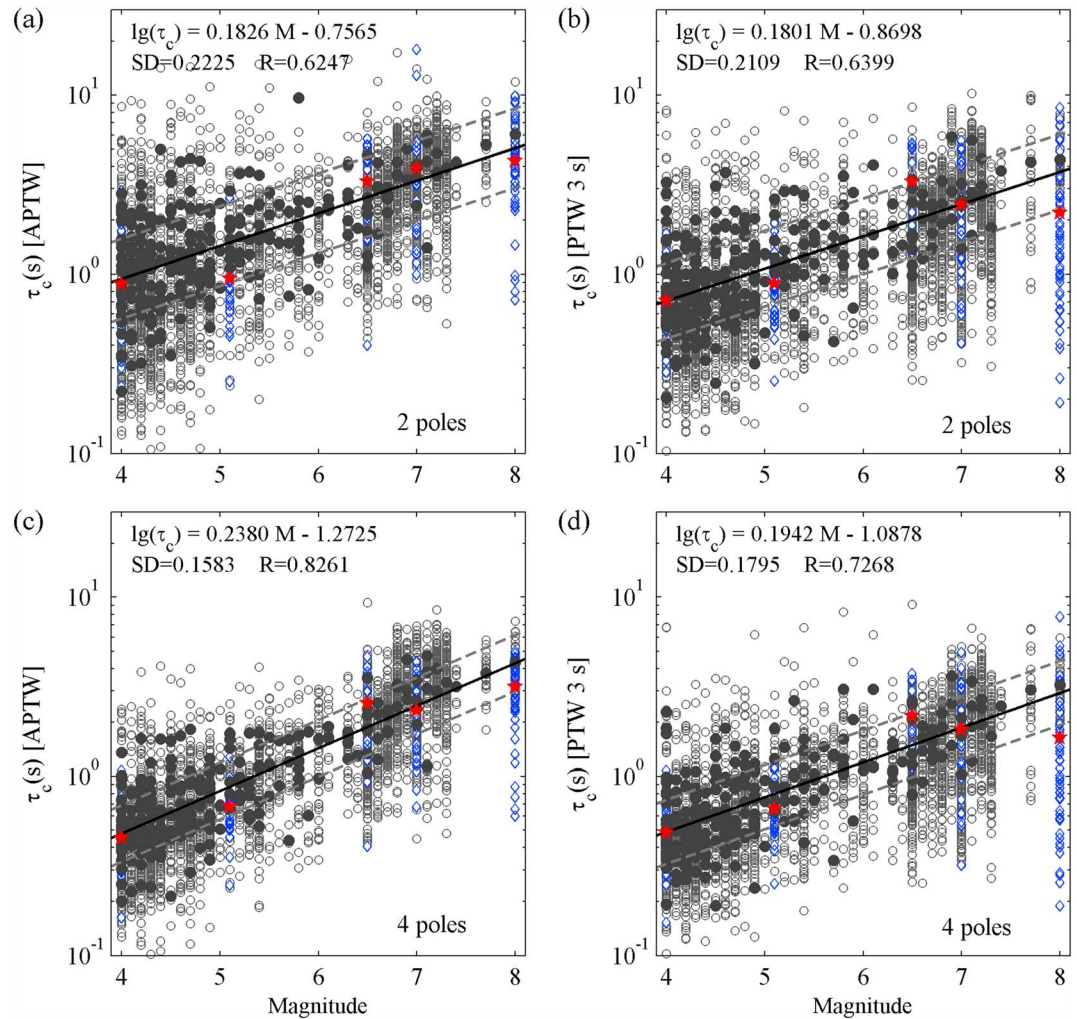 (a)
lg(τc) = 0.1826 M - 0.7565
SD=0.2225 R=0.6247
τc(s) [APTW/]
10^1
10^0
10^-1
2 poles
4 5 6 7 8
(b)
lg(τc) = 0.1801 M - 0.8698
SD=0.2109 R=0.6399
τc(s) [PTW 3 s]
10^1
10^0
10^-1
2 poles
4 5 6 7 8
(c)
lg(τc) = 0.2380 M - 1.2725
SD=0.1583 R=0.8261
τc(s) [APTW/]
10^1
10^0
10^-1
4 poles
4 5 6 7 8
Magnitude
(d)
lg(τc) = 0.1942 M - 1.0878
SD=0.1795 R=0.7268
τc(s) [PTW 3 s]
10^1
10^0
10^-1
4 poles
4 5 6 7 8
Magnitude